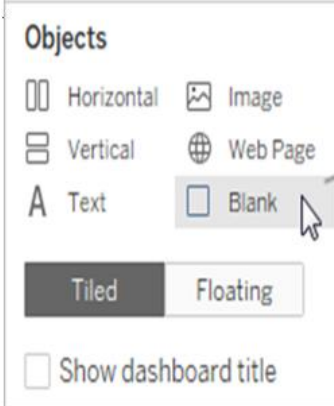 Objects
Horizontal Image
Vertical Web Page
A Text Blank
Tiled Floating
Show dashboard title